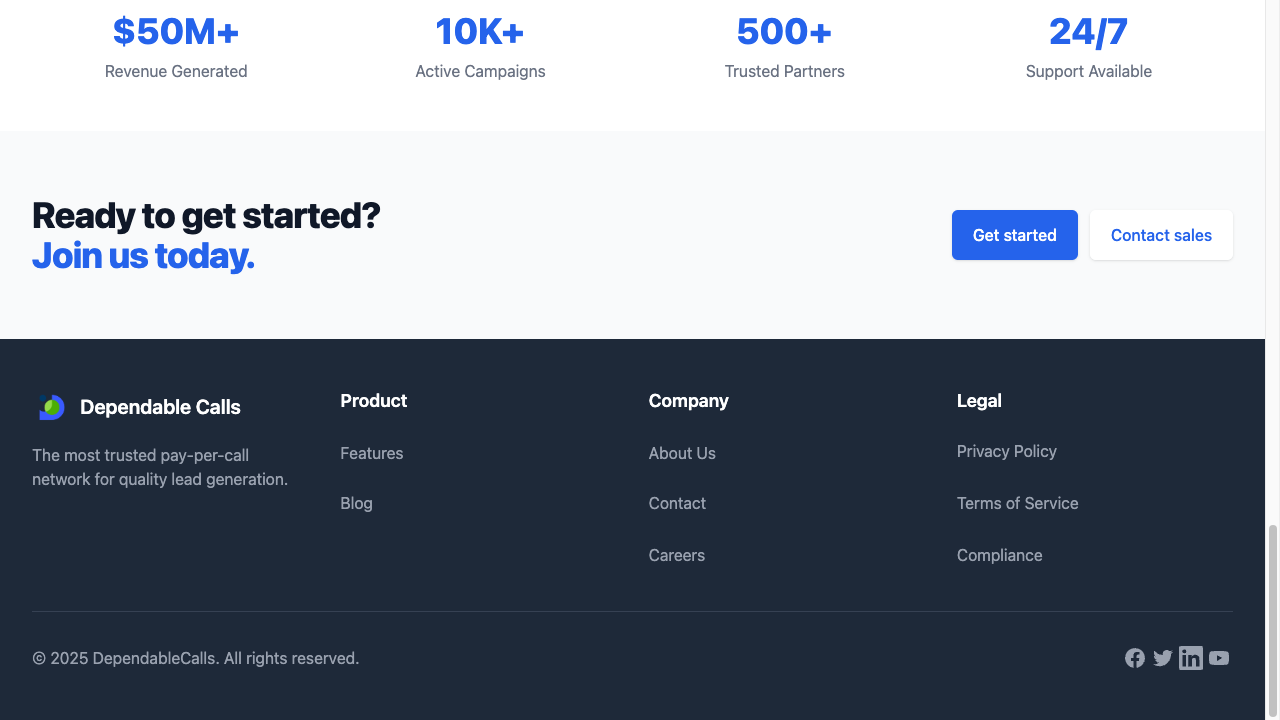 $50M+
Revenue Generated
10K+
Active Campaigns
500+
Trusted Partners
24/7
Support Available
Ready to get started?
Join us today.
Get started
Contact sales
Dependable Calls
The most trusted pay-per-call
network for quality lead generation.
Product
Features
Blog
Company
About Us
Contact
Careers
Legal
Privacy Policy
Terms of Service
Compliance
© 2025 DependableCalls. All rights reserved.